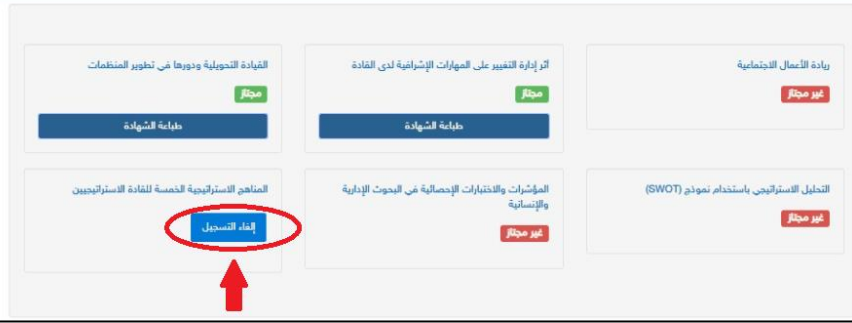 ريادة الأعمال الاجتماعية
غير مجتاز
أثر إدارة التغيير على المهارات الإشرافية لدى القادة
مجتاز
طباعة الشهادة
القيادة التحويلية ودورها في تطوير المنظمات
مجتاز
طباعة الشهادة
التحليل الاستراتيجي باستخدام نموذج (SWOT)
غير مجتاز
المؤشرات والاختبارات الإحصائية في البحوث الإدارية
والإنسانية
غير مجتاز
المناهج الاستراتيجية الخمسة للقادة الاستراتيجيين
إلغاء التسجيل